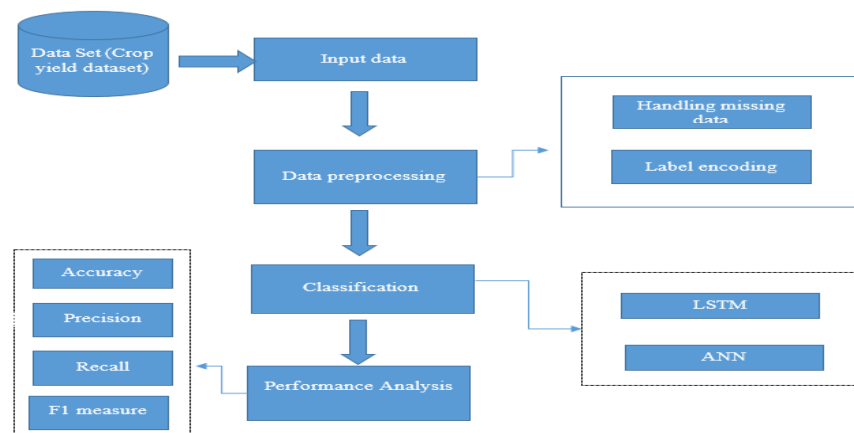 Data Set (Crop
yield dataset)
Input data
Handling missing
data
Data preprocessing
Label encoding
Classification
Accuracy
Precision
Recall
F1 measure
LSTM
ANN
Performance Analysis